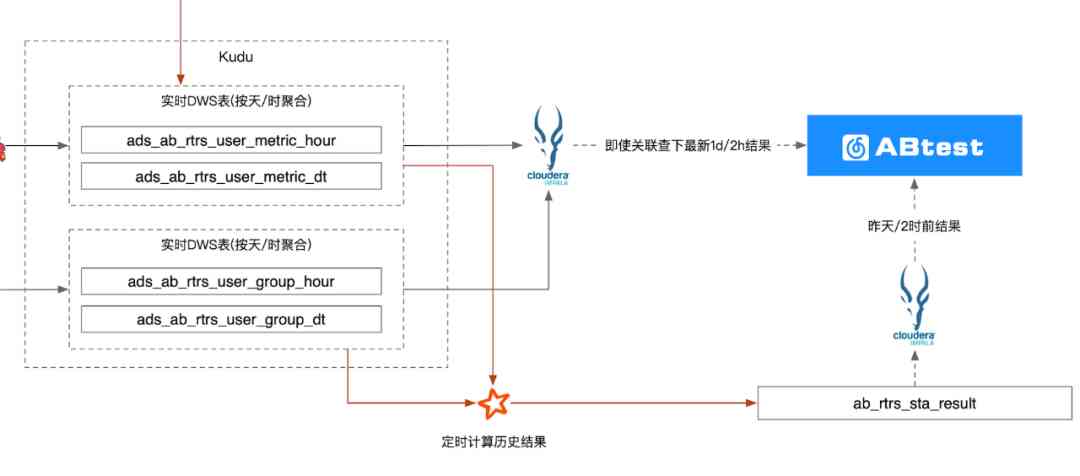 Kudu
实时DWS表(按天/时聚合)
ads_ab_rtrs_user_metric_hour
ads_ab_rtrs_user_metric_dt
实时DWS表(按天/时聚合)
ads_ab_rtrs_user_group_hour
ads_ab_rtrs_user_group_dt
cloudera
IMPALA
即使关联查下最新1d/2h结果
ABtest
昨天/2时前结果
cloudera
IMPALA
ab_rtrs_sta_result
定时计算历史结果